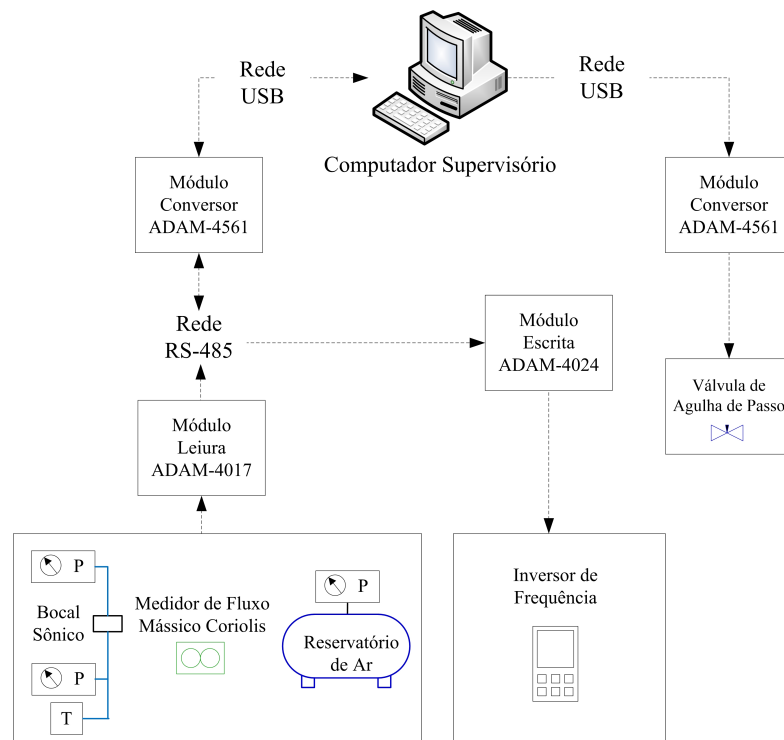 Rede
USB
Rede
USB
Computador Supervisório
Módulo
Conversor
ADAM-4561
Módulo
Conversor
ADAM-4561
Rede
RS-485
Módulo
Escrita
ADAM-4024
Válvula de
Agulha de Passo
Módulo
Leiura
ADAM-4017
P
Bocal
Sônico
P
T
Medidor de Fluxo
Mássico Coriolis
P
Reservatório
de Ar
Inversor de
Frequência